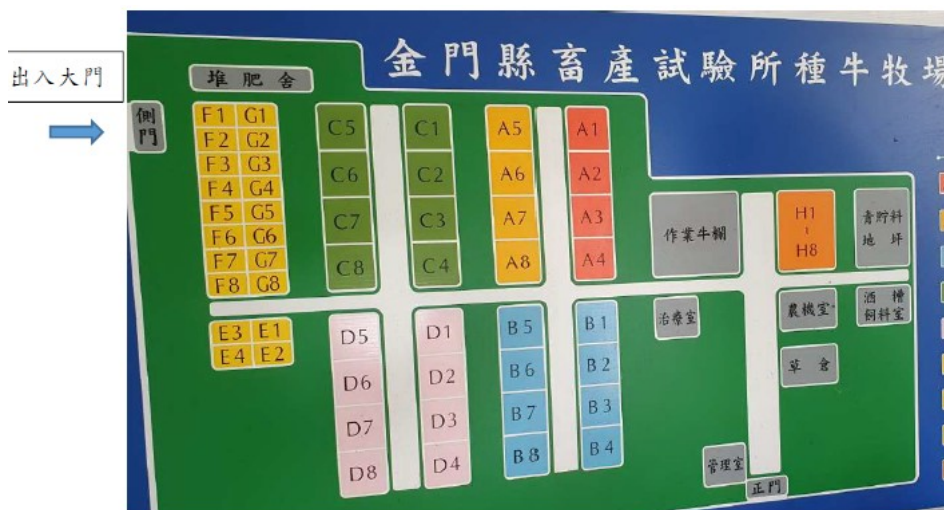 金門縣畜產試驗所種牛牧場
出入大門
側門
堆肥舍
F1 G1
F2 G2
F3 G3
F4 G4
F5 G5
F6 G6
F7 G7
F8 G8
C5
C6
C7
C8
C1
C2
C3
C4
A5
A6
A7
A8
A1
A2
A3
A4
作業牛欄
H1
-
H8
青貯料
地坪
E3 E1
E4 E2
D5
D6
D7
D8
D1
D2
D3
D4
B5
B6
B7
B8
B1
B2
B3
B4
治療室
農機室
酒糟
飼料室
草倉
管理室
正門